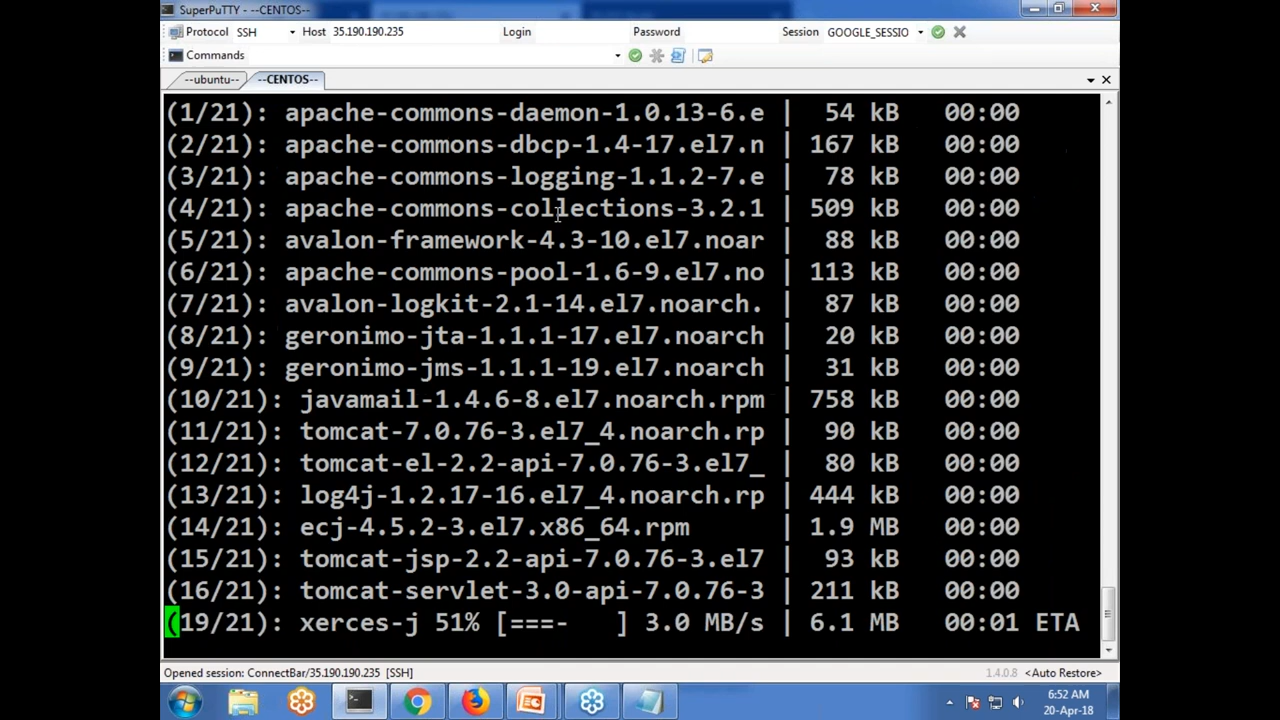 SuperPuTTY - --CENTOS--
Protocol SSH Host 35.190.190.235 Login Password Session GOOGLE_SESSIO
Commands
--ubuntu-- --CENTOS--
(1/21): apache-commons-daemon-1.0.13-6.e | 54 kB 00:00
(2/21): apache-commons-dbcp-1.4-17.el7.n | 167 kB 00:00
(3/21): apache-commons-logging-1.1.2-7.e | 78 kB 00:00
(4/21): apache-commons-collections-3.2.1 | 509 kB 00:00
(5/21): avalon-framework-4.3-10.el7.noar | 88 kB 00:00
(6/21): apache-commons-pool-1.6-9.el7.no | 113 kB 00:00
(7/21): avalon-logkit-2.1-14.el7.noarch. | 87 kB 00:00
(8/21): geronimo-jta-1.1.1-17.el7.noarch | 20 kB 00:00
(9/21): geronimo-jms-1.1.1-19.el7.noarch | 31 kB 00:00
(10/21): javamail-1.4.6-8.el7.noarch.rpm | 758 kB 00:00
(11/21): tomcat-7.0.76-3.el7_4.noarch.rp | 90 kB 00:00
(12/21): tomcat-el-2.2-api-7.0.76-3.el7_ | 80 kB 00:00
(13/21): log4j-1.2.17-16.el7_4.noarch.rp | 444 kB 00:00
(14/21): ecj-4.5.2-3.el7.x86_64.rpm | 1.9 MB 00:00
(15/21): tomcat-jsp-2.2-api-7.0.76-3.el7 | 93 kB 00:00
(16/21): tomcat-servlet-3.0-api-7.0.76-3 | 211 kB 00:00
(19/21): xerces-j 51% [===- ] 3.0 MB/s | 6.1 MB 00:01 ETA
Opened session: ConnectBar/35.190.190.235 [SSH] 1.4.0.8 <Auto Restore>
6:52 AM
20-Apr-18